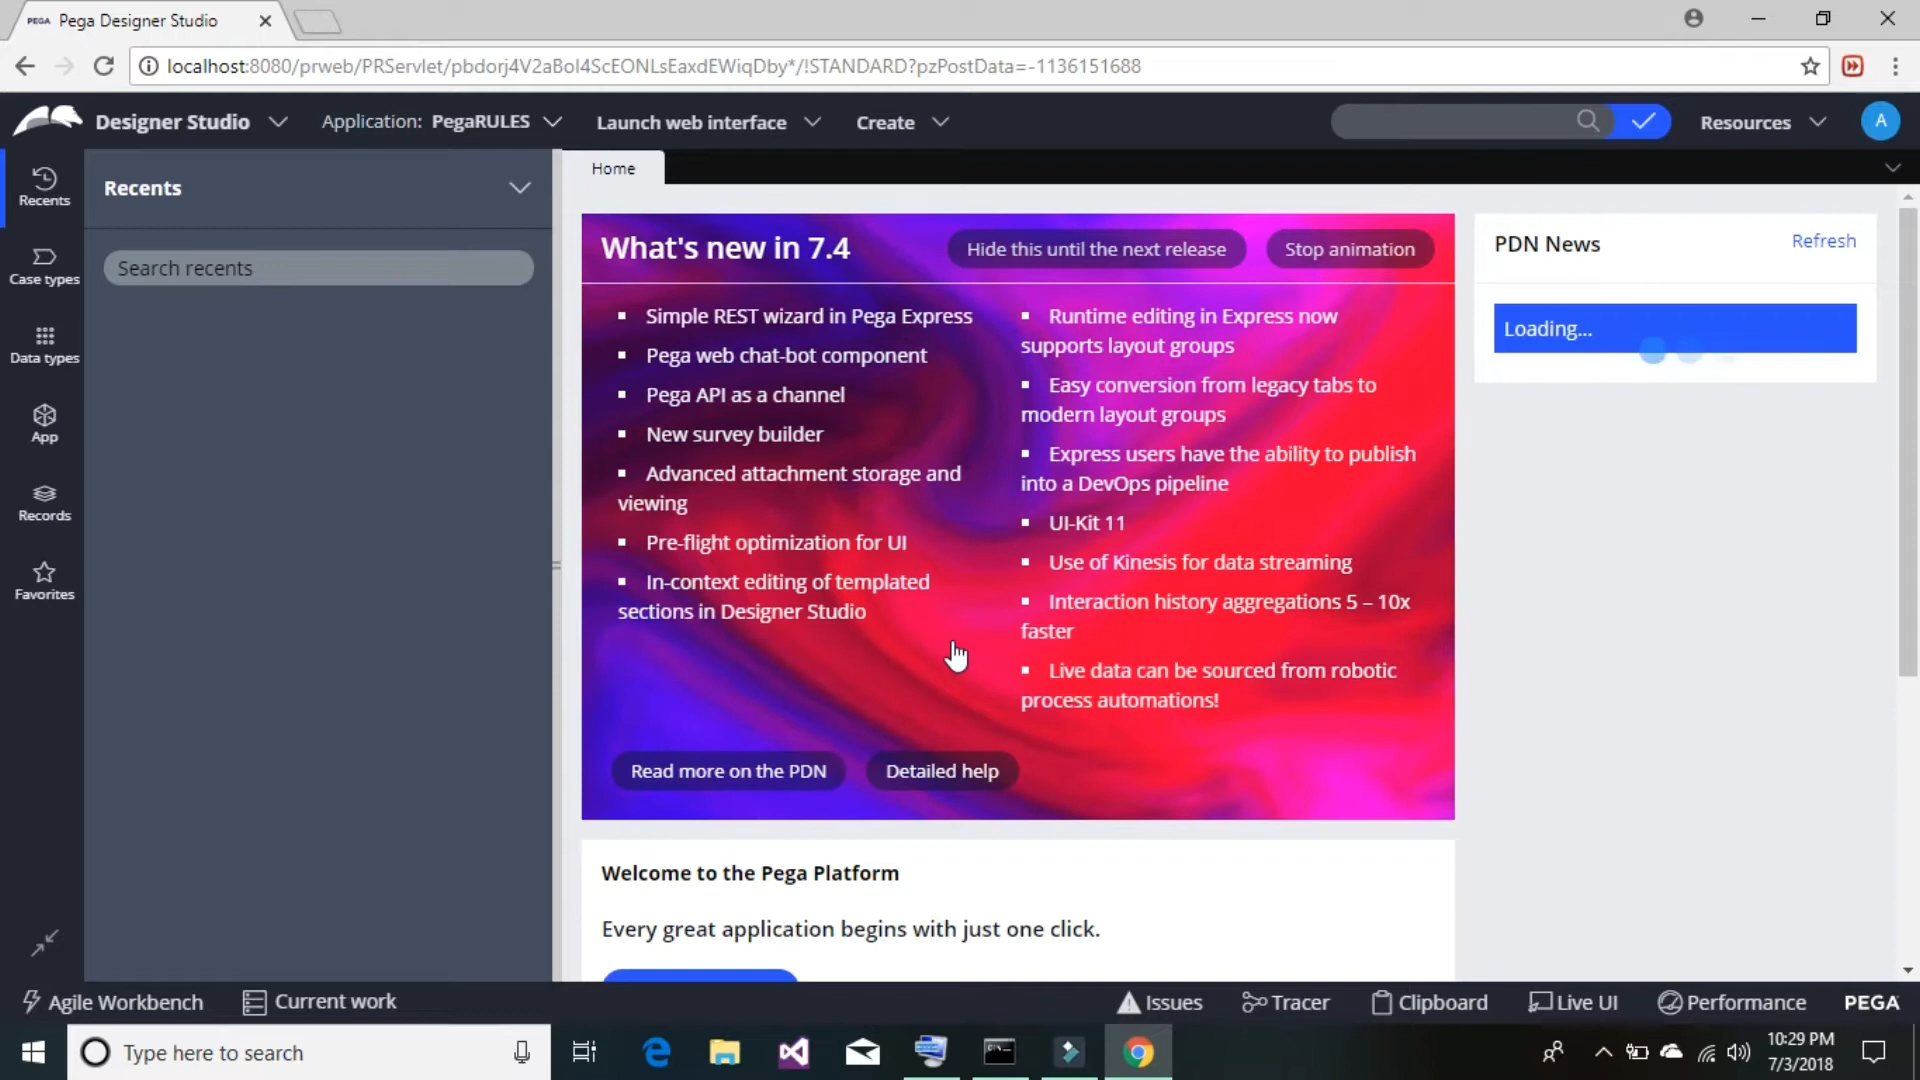 PEGA Pega Designer Studio
localhost:8080/prweb/PRServlet/pbdorj4V2aBoI4ScEONLsEaxdEWiqDby*/!STANDARD?pzPostData=-1136151688
Designer Studio Application: PegaRULES Launch web interface Create Resources A
Recents
Case types
Data types
App
Records
Favorites
Recents
Search recents
Home
What's new in 7.4 Hide this until the next release Stop animation
Simple REST wizard in Pega Express
Pega web chat-bot component
Pega API as a channel
New survey builder
Advanced attachment storage and
viewing
Pre-flight optimization for UI
In-context editing of templated
sections in Designer Studio
Runtime editing in Express now
supports layout groups
Easy conversion from legacy tabs to
modern layout groups
Express users have the ability to publish
into a DevOps pipeline
UI-Kit 11
Use of Kinesis for data streaming
Interaction history aggregations 5 – 10x
faster
Live data can be sourced from robotic
process automations!
Read more on the PDN Detailed help
PDN News Refresh
Loading...
Welcome to the Pega Platform
Every great application begins with just one click.
Agile Workbench Current work Issues Tracer Clipboard Live UI Performance PEGA
Type here to search
10:29 PM
7/3/2018